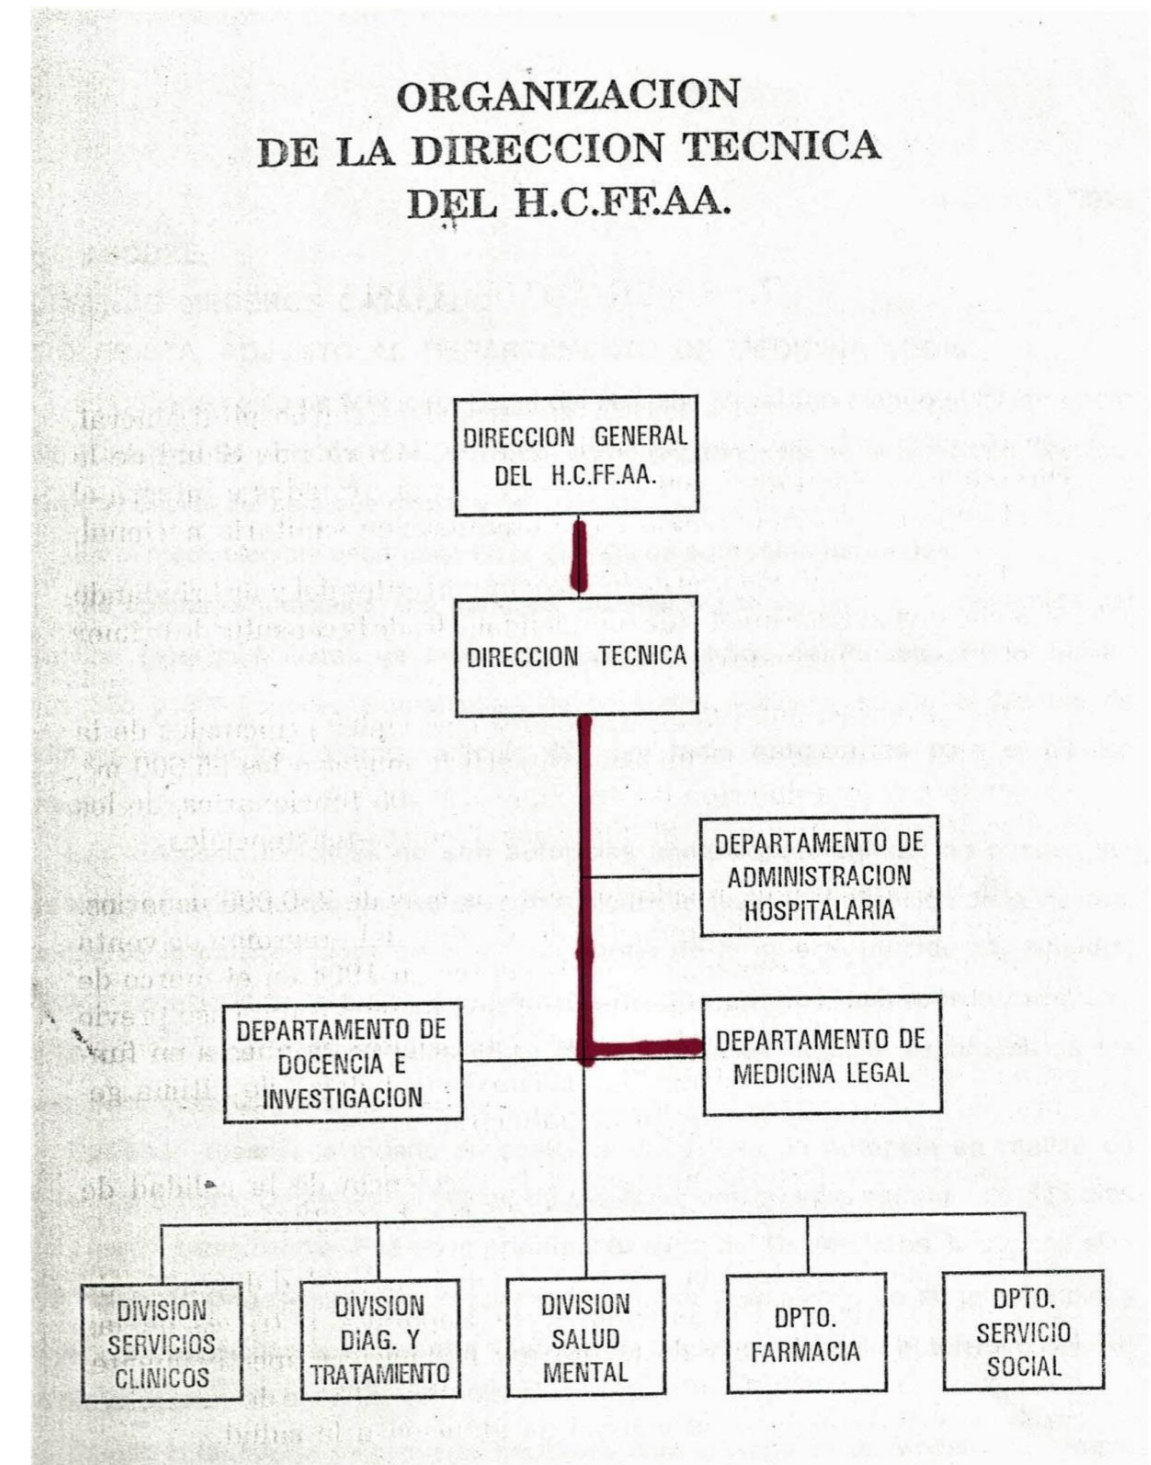 ORGANIZACION
DE LA DIRECCION TECNICA
DEL H.C.FF.AA.
DIRECCION GENERAL
DEL H.C.FF.AA.
DIRECCION TECNICA
DEPARTAMENTO DE
ADMINISTRACION
HOSPITALARIA
DEPARTAMENTO DE
DOCENCIA E
INVESTIGACION
DEPARTAMENTO DE
MEDICINA LEGAL
DIVISION
SERVICIOS
CLINICOS
DIVISION
DIAG. Y
TRATAMIENTO
DIVISION
SALUD
MENTAL
DPTO.
FARMACIA
DPTO.
SERVICIO
SOCIAL